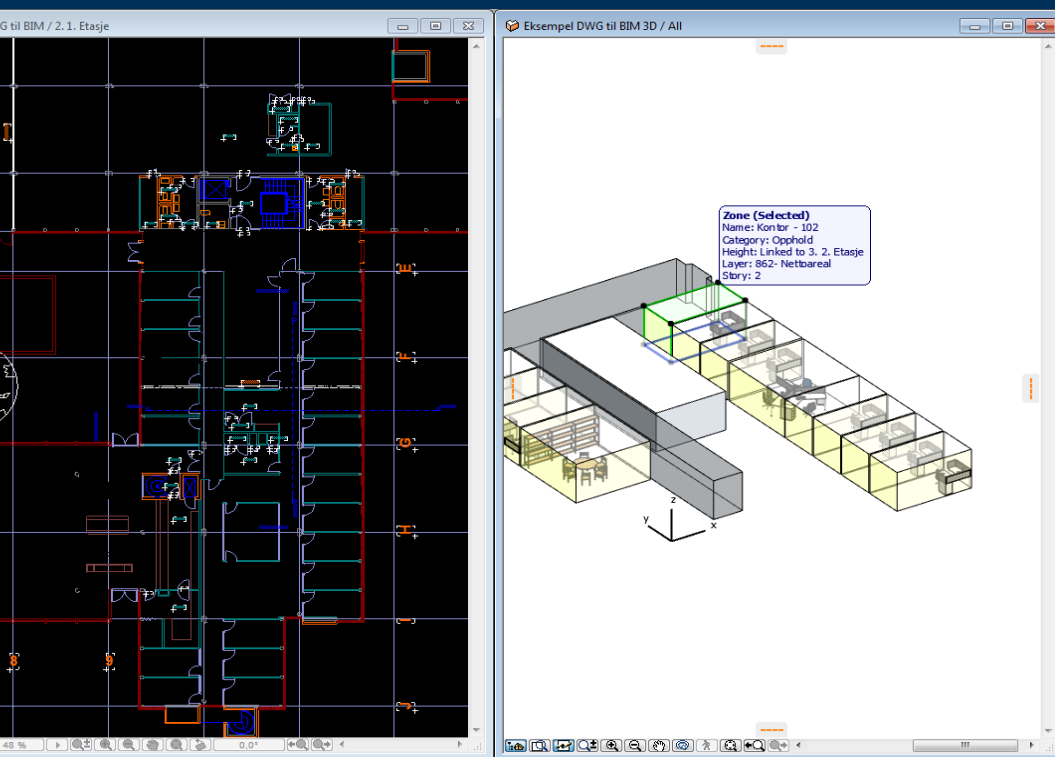 G til BIM / 2. 1. Etasje
Eksempel DWG til BIM 3D / All
Zone (Selected)
Name: Kontor - 102
Category: Opphold
Height: Linked to 3. 2. Etasje
Layer: 862- Nettoareal
Story: 2
E
F
G
H
I
J
8
9
z
y
x
48 %
0.0°